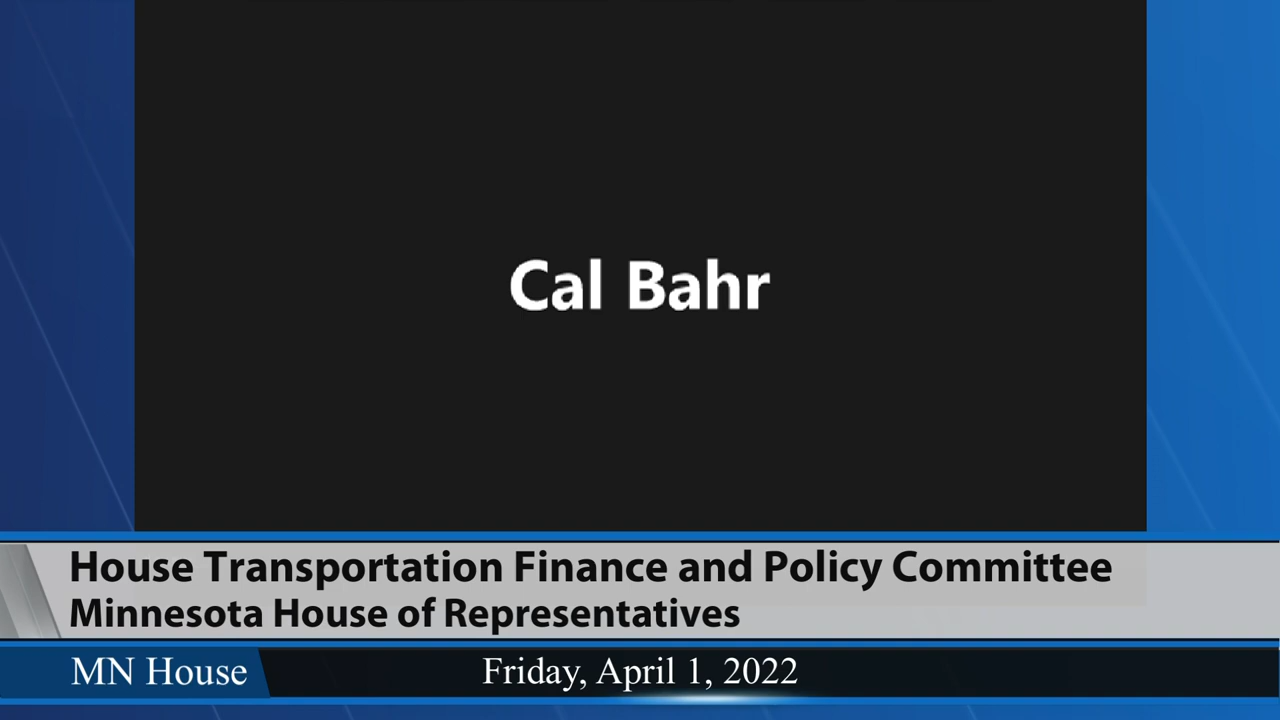 Cal Bahr
House Transportation Finance and Policy Committee
Minnesota House of Representatives
MN House
Friday, April 1, 2022